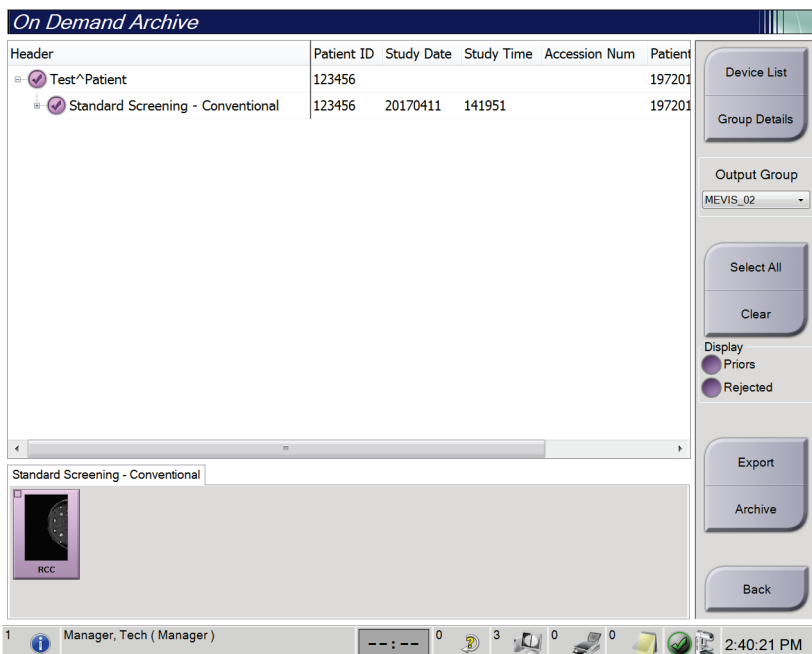 On Demand Archive
Header Patient ID Study Date Study Time Accession Num Patient
Test^Patient 123456 197201
Standard Screening - Conventional 123456 20170411 141951 197201
Device List
Group Details
Output Group
MEVIS_02
Select All
Clear
Display
Priors
Rejected
Export
Archive
Back
Standard Screening - Conventional
RCC
1 Manager, Tech ( Manager ) --:-- 0 3 0 0 2:40:21 PM